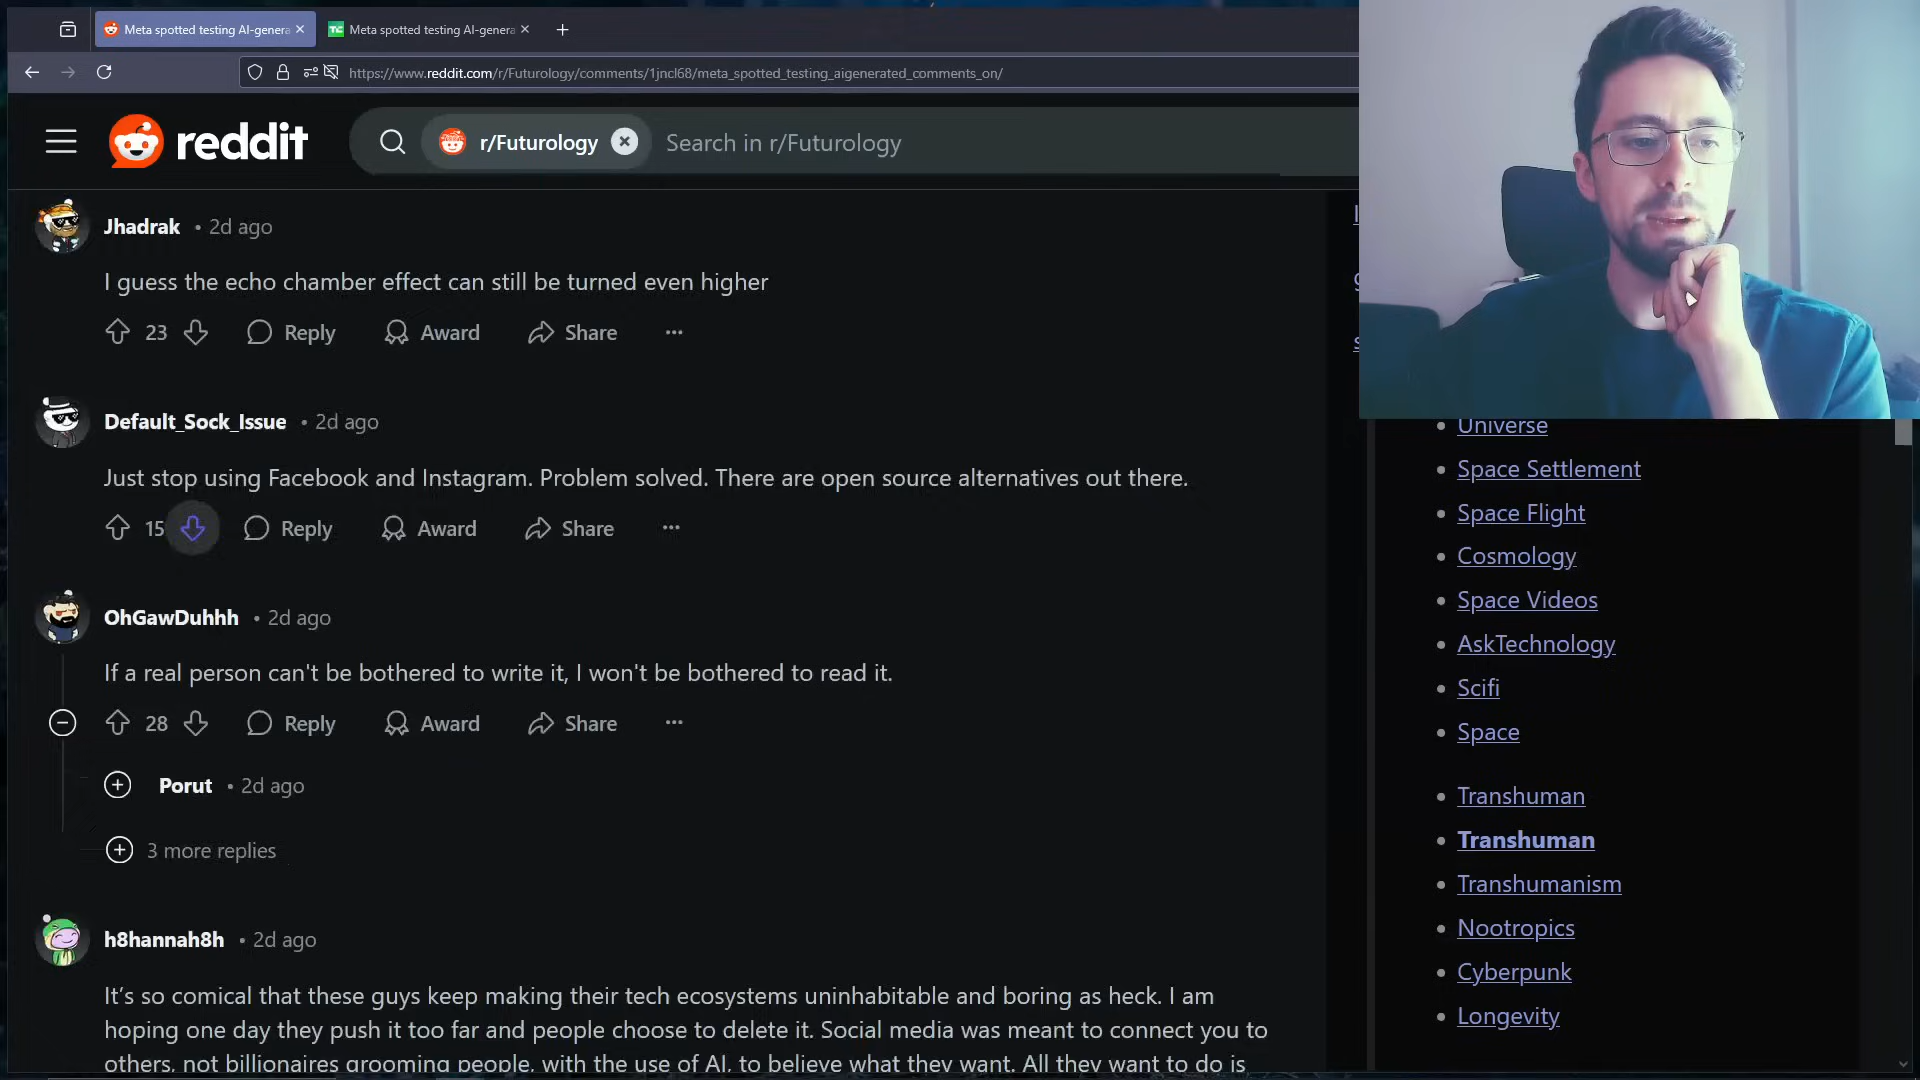 Meta spotted testing AI-genera
Meta spotted testing AI-genera
https://www.reddit.com/r/Futurology/comments/1jncl68/meta_spotted_testing_aigenerated_comments_on/
reddit
r/Futurology
Search in r/Futurology
Jhadrak • 2d ago
I guess the echo chamber effect can still be turned even higher
23 Reply Award Share
Default_Sock_Issue • 2d ago
Just stop using Facebook and Instagram. Problem solved. There are open source alternatives out there.
15 Reply Award Share
OhGawDuhhh • 2d ago
If a real person can't be bothered to write it, I won't be bothered to read it.
28 Reply Award Share
Porut • 2d ago
3 more replies
h8hannah8h • 2d ago
It’s so comical that these guys keep making their tech ecosystems uninhabitable and boring as heck. I am
hoping one day they push it too far and people choose to delete it. Social media was meant to connect you to
others, not billionaires grooming people, with the use of AI, to believe what they want. All they want to do is
Universe
Space Settlement
Space Flight
Cosmology
Space Videos
AskTechnology
Scifi
Space
Transhuman
Transhuman
Transhumanism
Nootropics
Cyberpunk
Longevity